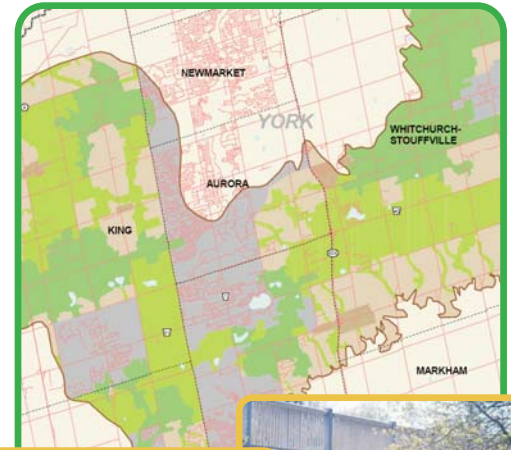 NEWMARKET
YORK
WHITCHURCH-
STOUFFVILLE
AURORA
KING
MARKHAM